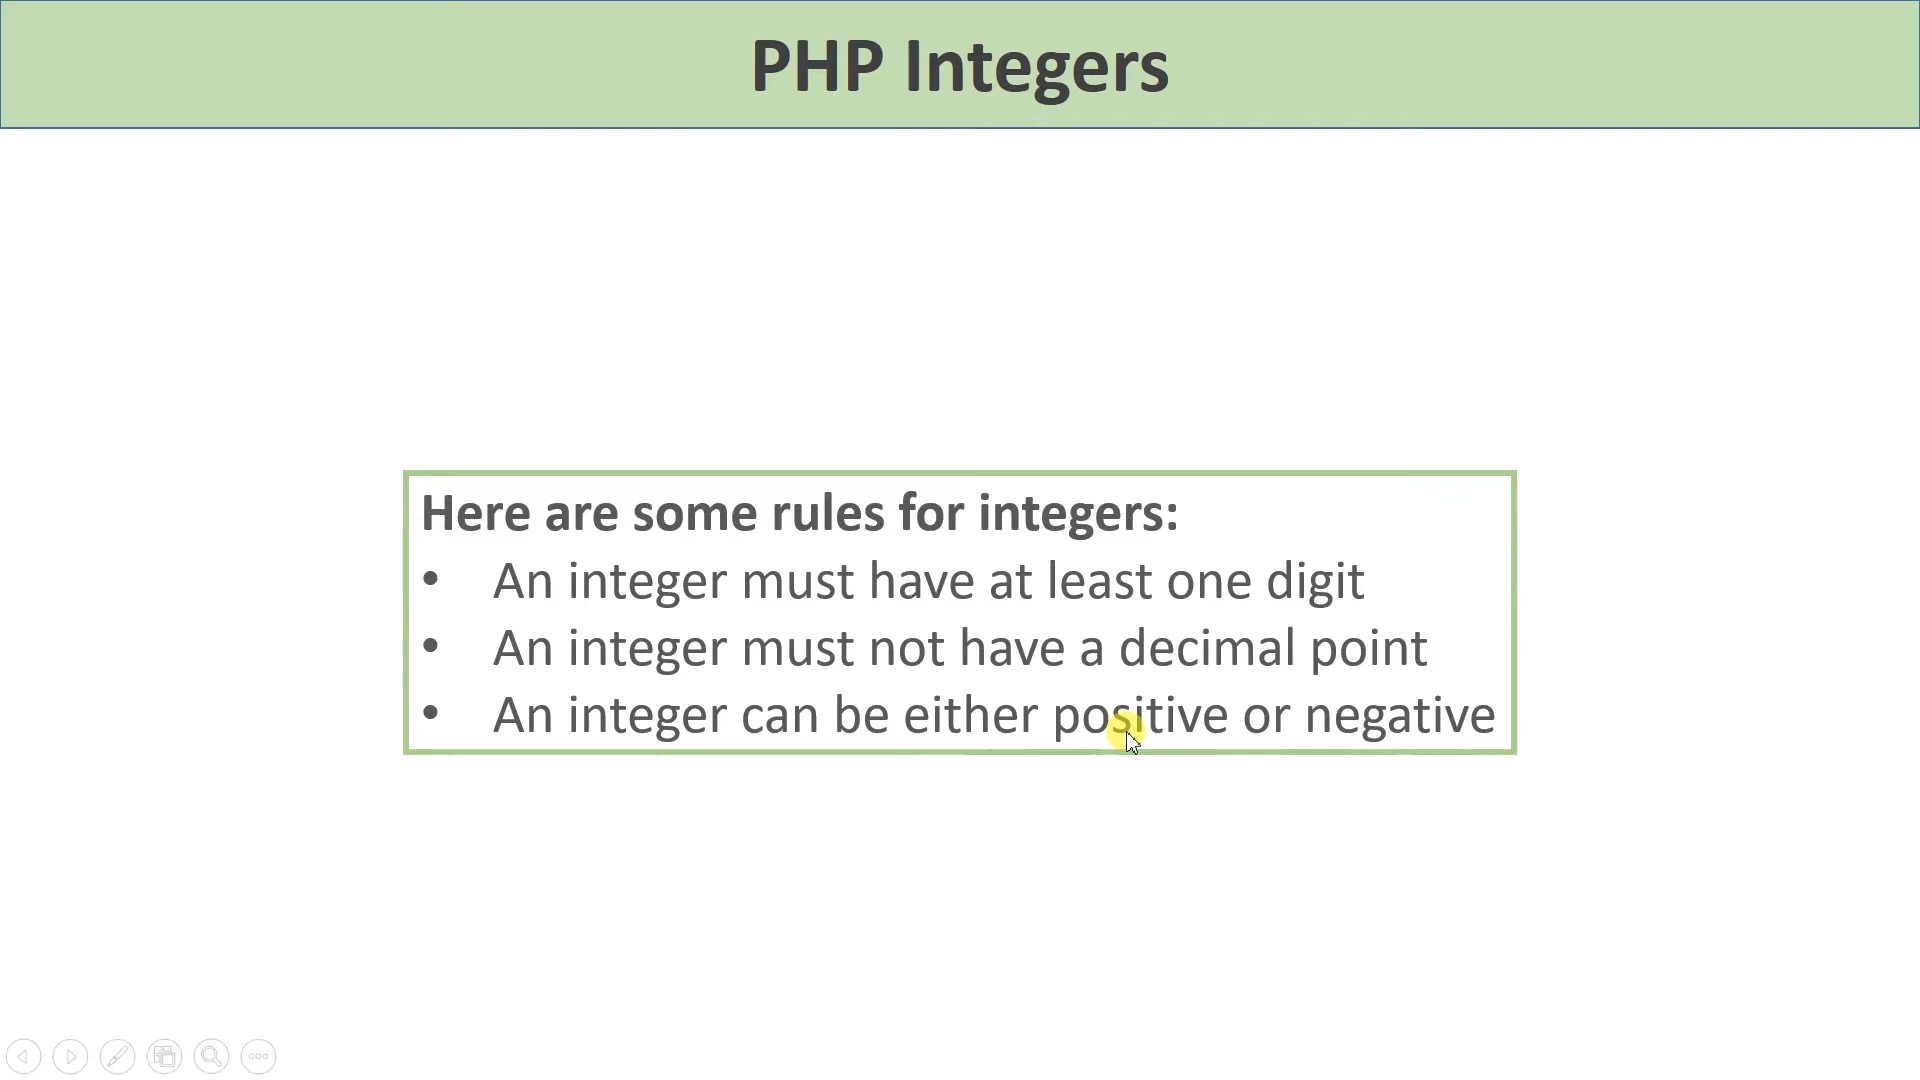 PHP Integers
Here are some rules for integers:
• An integer must have at least one digit
• An integer must not have a decimal point
• An integer can be either positive or negative